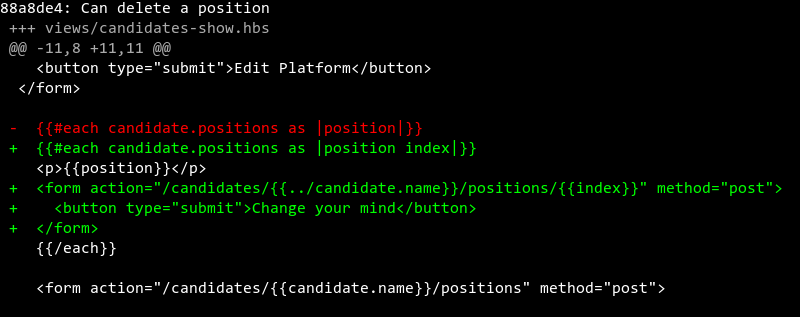 88a8de4: Can delete a position
+++ views/candidates-show.hbs
@@ -11,8 +11,11 @@
<button type="submit">Edit Platform</button>
</form>
- {{#each candidate.positions as |position|}}
+ {{#each candidate.positions as |position index|}}
<p>{{position}}</p>
+ <form action="/candidates/{{../candidate.name}}/positions/{{index}}" method="post">
+ <button type="submit">Change your mind</button>
+ </form>
{{/each}}
<form action="/candidates/{{candidate.name}}/positions" method="post">